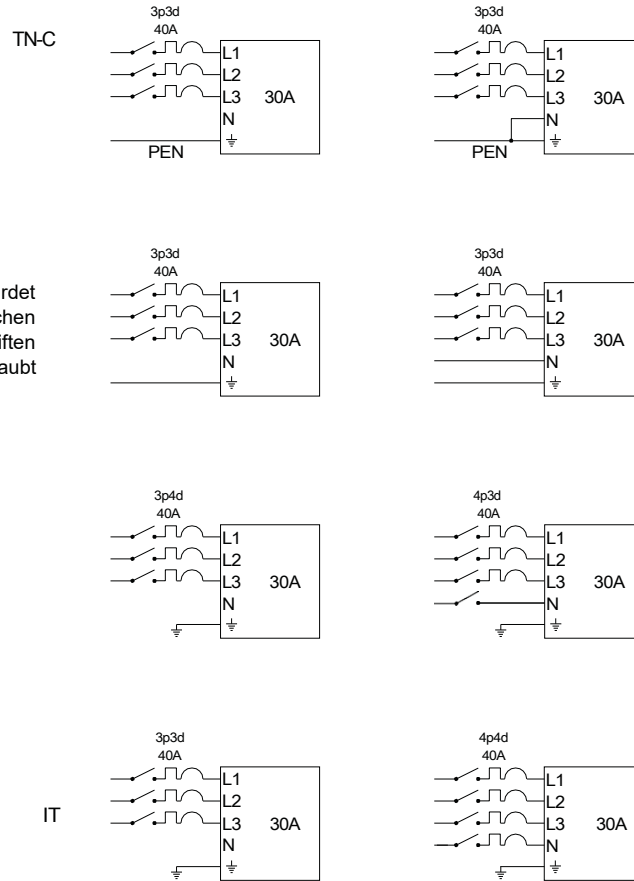 TN-C
3p3d
40A
L1
L2
L3 30A
N
PEN
3p3d
40A
L1
L2
L3 30A
N
PEN
rdet
chen
iften
aubt
3p3d
40A
L1
L2
L3 30A
N
3p3d
40A
L1
L2
L3 30A
N
3p4d
40A
L1
L2
L3 30A
N
4p3d
40A
L1
L2
L3 30A
N
IT
3p3d
40A
L1
L2
L3 30A
N
4p4d
40A
L1
L2
L3 30A
N